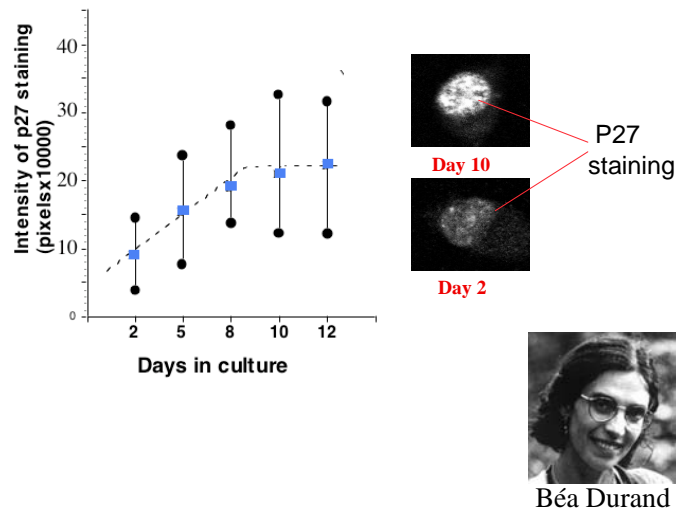 Intensity of p27 staining
(pixelsx10000)
40
30
20
10
0
2 5 8 10 12
Days in culture
Day 10
P27
staining
Day 2
Béa Durand